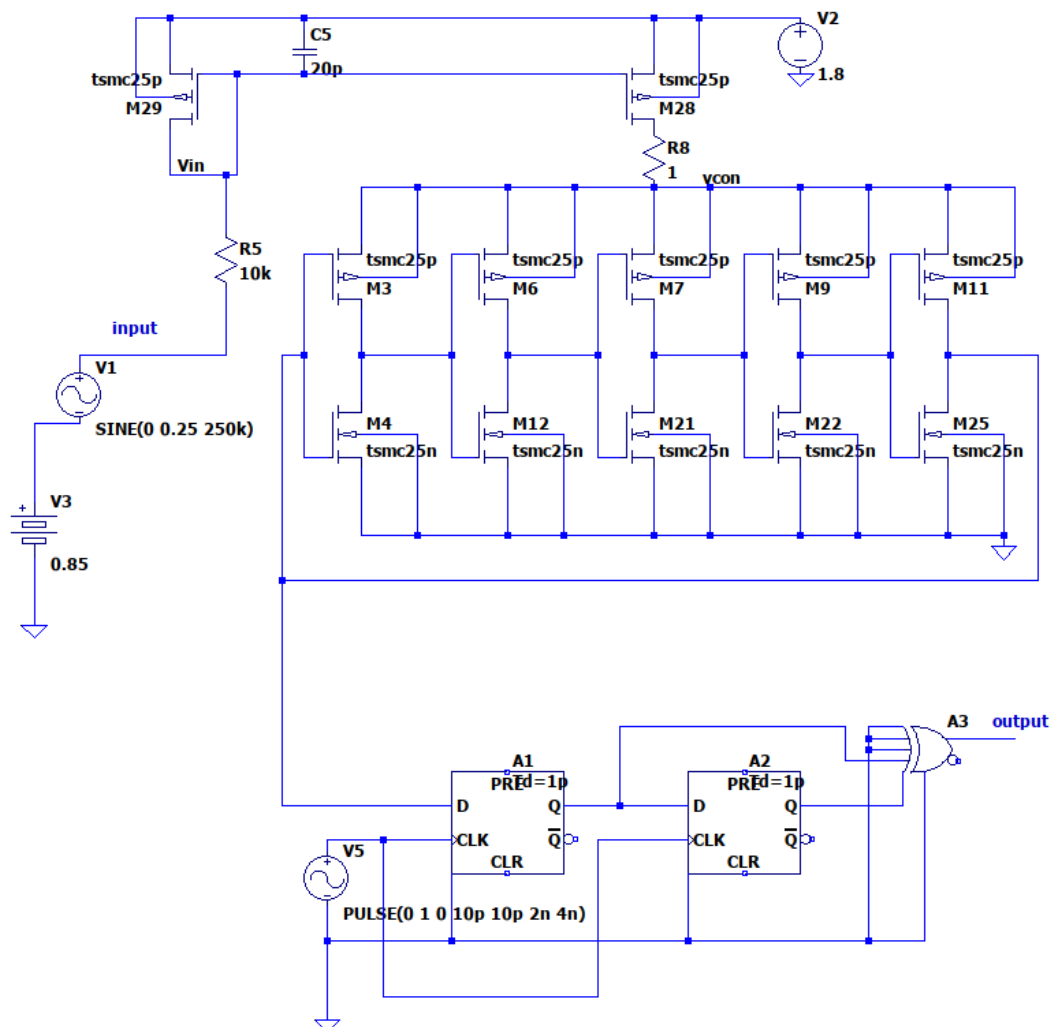 V2
C5
tsmc25p
20p
tsmc25p
1.8
M29
M28
Vin
R8
1
vcon
R5
10k
tsmc25p
tsmc25p
tsmc25p
tsmc25p
tsmc25p
M3
M6
M7
M9
M11
input
V1
SINE(0 0.25 250k)
M4
M12
M21
M22
M25
tsmc25n
tsmc25n
tsmc25n
tsmc25n
tsmc25n
V3
+
0.85
A3
output
A1
A2
PRE
Td=1p
PRE
Td=1p
D
Q
D
Q
CLK
Q
CLK
Q
V5
CLR
CLR
PULSE(0 1 0 10p 10p 2n 4n)